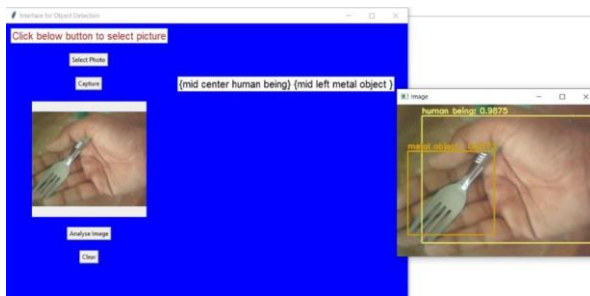 Interface for Object Detection
Click below button to select picture
Select Photo
Capture
{mid center human being} {mid left metal object }
Analyse Image
Clear
Image
human being: 0.9875
metal object: